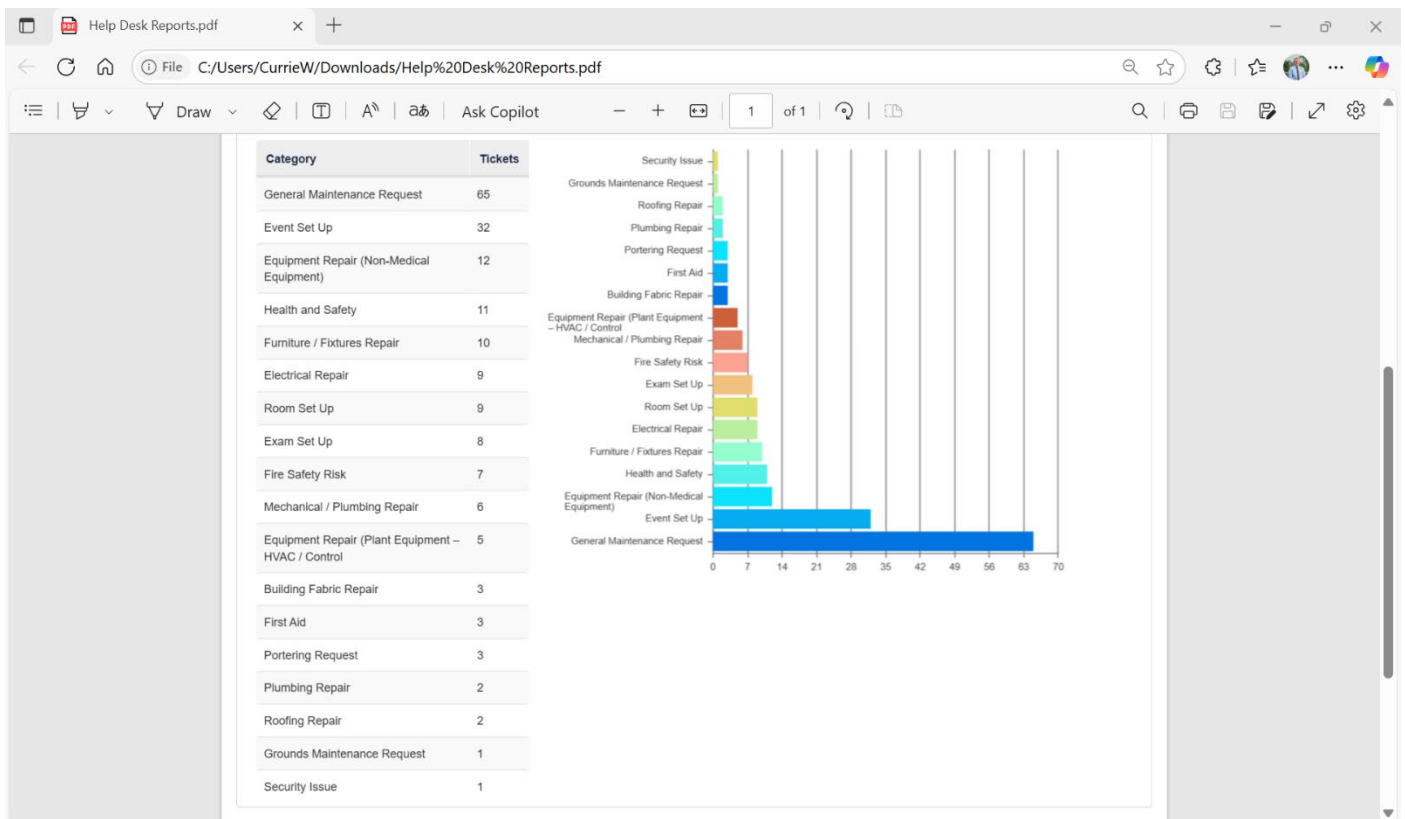 Help Desk Reports.pdf
File C:/Users/CurrieW/Downloads/Help%20Desk%20Reports.pdf
Draw
aあ
Ask Copilot
1 of 1
Category Tickets
General Maintenance Request 65
Event Set Up 32
Equipment Repair (Non-Medical
Equipment) 12
Health and Safety 11
Furniture / Fixtures Repair 10
Electrical Repair 9
Room Set Up 9
Exam Set Up 8
Fire Safety Risk 7
Mechanical / Plumbing Repair 6
Equipment Repair (Plant Equipment –
HVAC / Control 5
Building Fabric Repair 3
First Aid 3
Portering Request 3
Plumbing Repair 2
Roofing Repair 2
Grounds Maintenance Request 1
Security Issue 1
Security Issue
Grounds Maintenance Request
Roofing Repair
Plumbing Repair
Portering Request
First Aid
Building Fabric Repair
Equipment Repair (Plant Equipment
– HVAC / Control
Mechanical / Plumbing Repair
Fire Safety Risk
Exam Set Up
Room Set Up
Electrical Repair
Furniture / Fixtures Repair
Health and Safety
Equipment Repair (Non-Medical
Equipment)
Event Set Up
General Maintenance Request
0 7 14 21 28 35 42 49 56 63 70